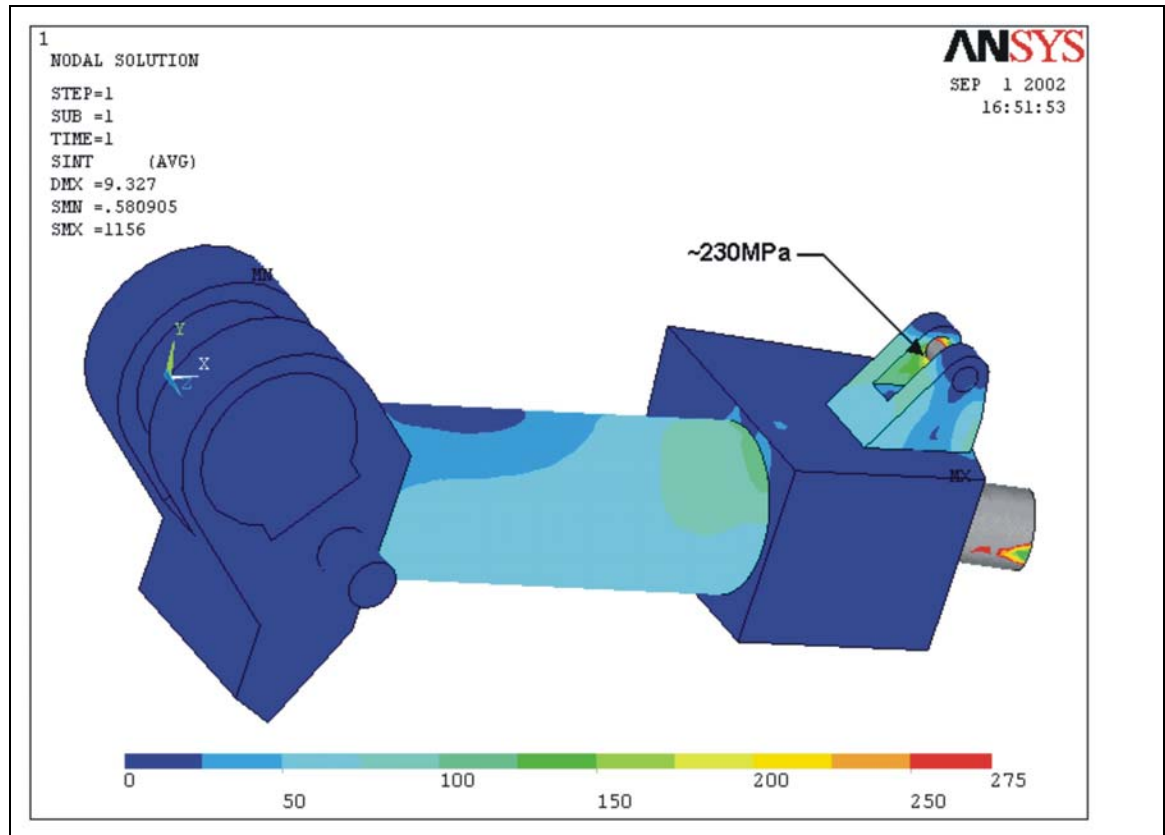 1
NODAL SOLUTION
STEP=1
SUB =1
TIME=1
SINT (AVG)
DMX =9.327
SMN =.580905
SMX =1156
ANSYS
SEP 1 2002
16:51:53
~230MPa
MN
Y
X
Z
MX
0 100 200 275
50 150 250